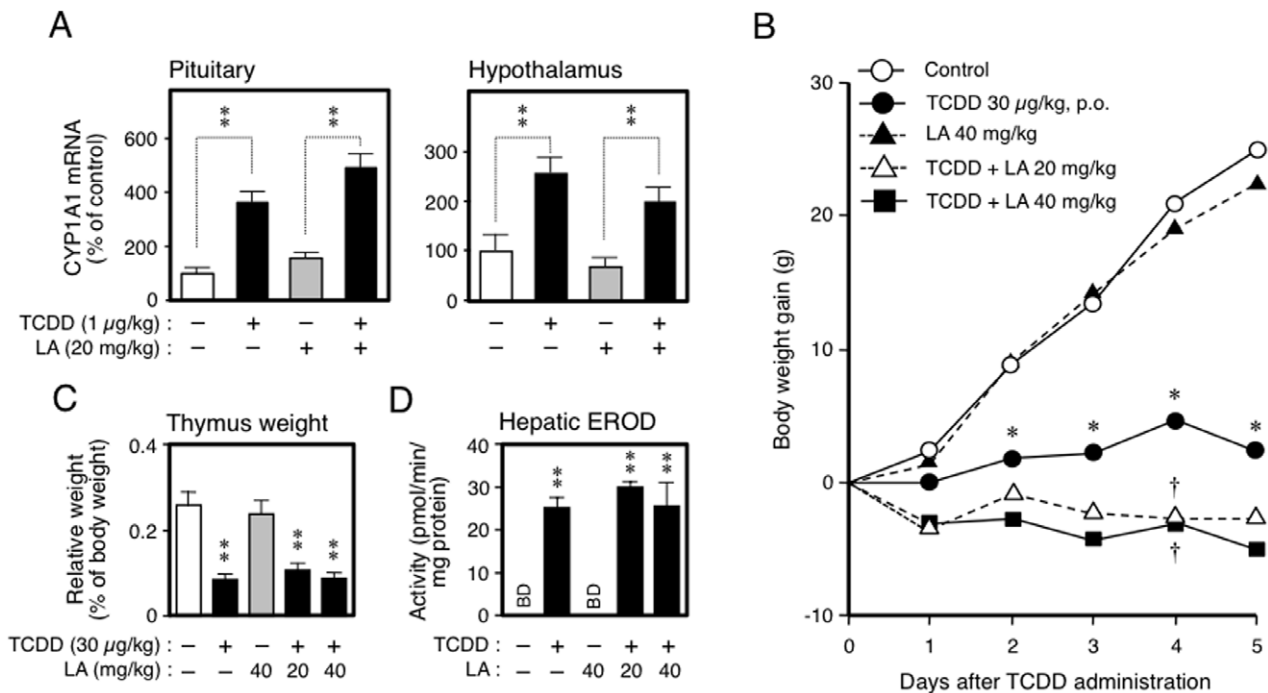 A
Pituitary
Hypothalamus
CYP1A1 mRNA
(% of control)
600
400
200
0
300
200
100
0
**
**
**
**
TCDD (1 µg/kg) : − + − + − + − +
LA (20 mg/kg) : − − + + − − + +
B
Control
TCDD 30 µg/kg, p.o.
LA 40 mg/kg
TCDD + LA 20 mg/kg
TCDD + LA 40 mg/kg
Body weight gain (g)
30
20
10
0
-10
* * * *
†
†
0 1 2 3 4 5
Days after TCDD administration
C
Thymus weight
Relative weight
(% of body weight)
0.4
0.2
0
** ** **
TCDD (30 µg/kg) : − + − + +
LA (mg/kg) : − − 40 20 40
D
Hepatic EROD
Activity (pmol/min/
mg protein)
40
30
20
10
0
BD ** BD ** **
TCDD : − + − + +
LA : − − 40 20 40